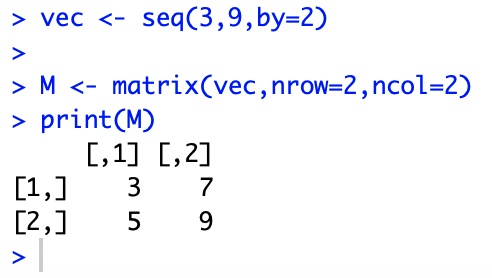 > vec <- seq(3,9,by=2)
>
> M <- matrix(vec,nrow=2,ncol=2)
> print(M)
     [,1] [,2]
[1,]    3    7
[2,]    5    9
>